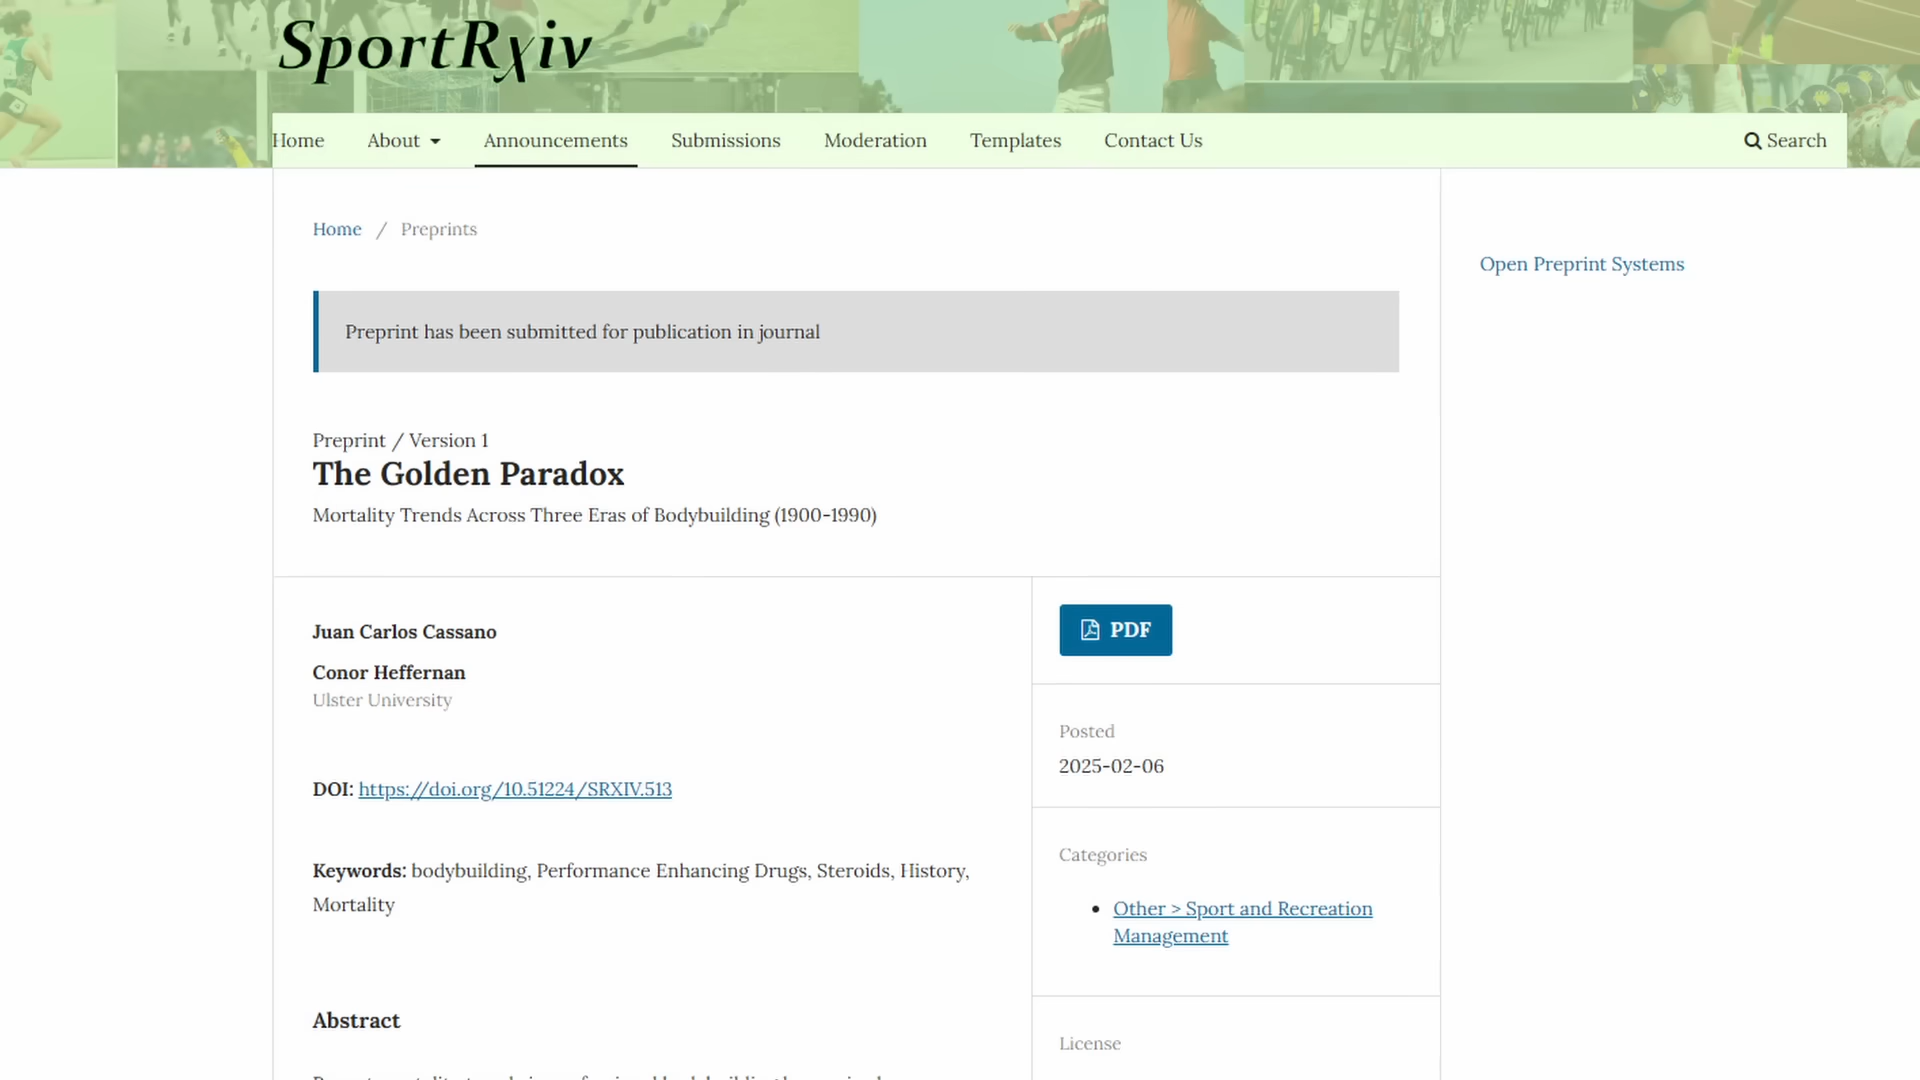 SportRχiv
Home About Announcements Submissions Moderation Templates Contact Us Search
Home / Preprints
Open Preprint Systems
Preprint has been submitted for publication in journal
Preprint / Version 1
The Golden Paradox
Mortality Trends Across Three Eras of Bodybuilding (1900-1990)
Juan Carlos Cassano
Conor Heffernan
Ulster University
DOI: https://doi.org/10.51224/SRXIV.513
Keywords: bodybuilding, Performance Enhancing Drugs, Steroids, History,
Mortality
Abstract
PDF
Posted
2025-02-06
Categories
Other > Sport and Recreation
Management
License